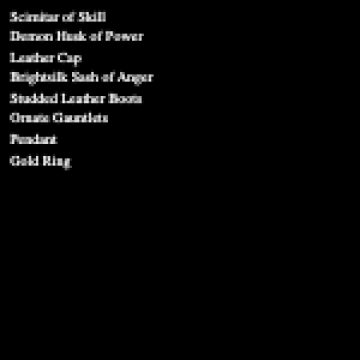 Scimitar of Skill
Demon Husk of Power
Leather Cap
Brightsilk Sash of Anger
Studded Leather Boots
Ornate Gauntlets
Pendant
Gold Ring